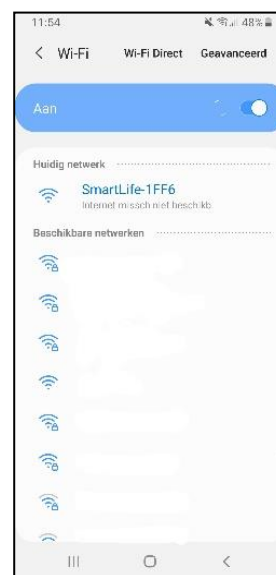 11:54 48%
Wi-Fi Wi-Fi Direct Geavanceerd
Aan
Huidig netwerk
SmartLife-1FF6
Internet missch niet beschikb.
Beschikbare netwerken